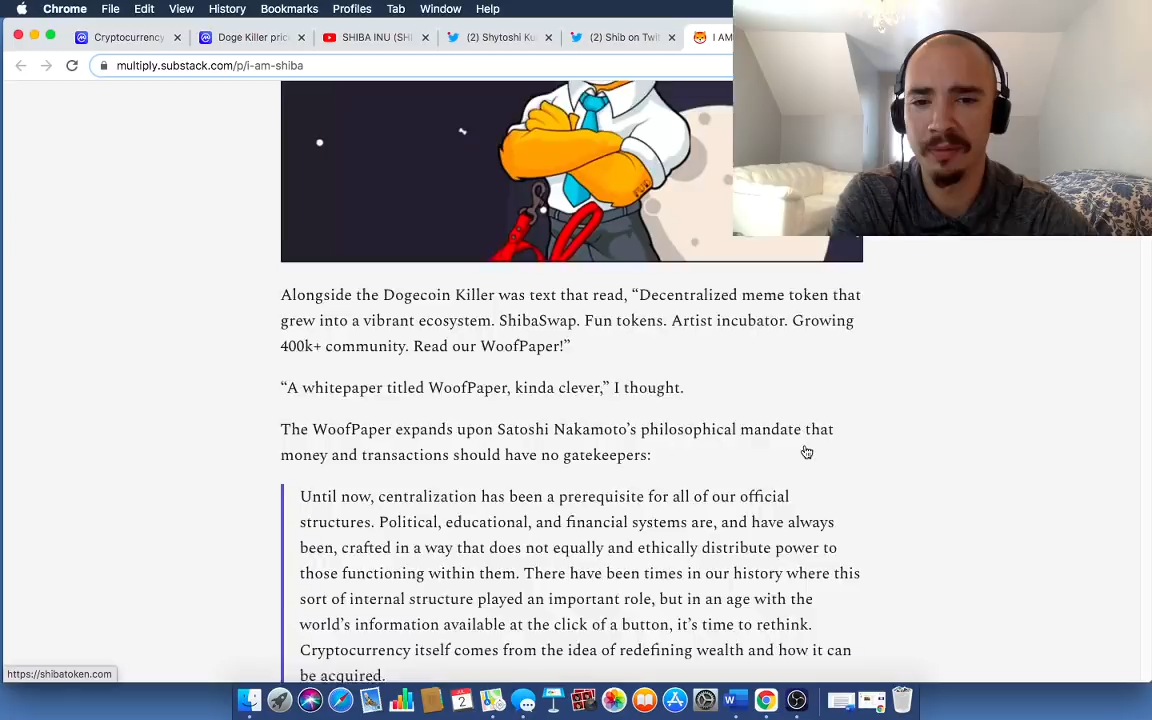 Chrome File Edit View History Bookmarks Profiles Tab Window Help
Cryptocurrency
Doge Killer pric
SHIBA INU (SHI
(2) Shytoshi Ku
(2) Shib on Twit
I AM
multiply.substack.com/p/i-am-shiba
Alongside the Dogecoin Killer was text that read, “Decentralized meme token that
grew into a vibrant ecosystem. ShibaSwap. Fun tokens. Artist incubator. Growing
400k+ community. Read our WoofPaper!”
“A whitepaper titled WoofPaper, kinda clever,” I thought.
The WoofPaper expands upon Satoshi Nakamoto’s philosophical mandate that
money and transactions should have no gatekeepers:
Until now, centralization has been a prerequisite for all of our official
structures. Political, educational, and financial systems are, and have always
been, crafted in a way that does not equally and ethically distribute power to
those functioning within them. There have been times in our history where this
sort of internal structure played an important role, but in an age with the
world’s information available at the click of a button, it’s time to rethink.
Cryptocurrency itself comes from the idea of redefining wealth and how it can
be acquired.
https://shibatoken.com
2